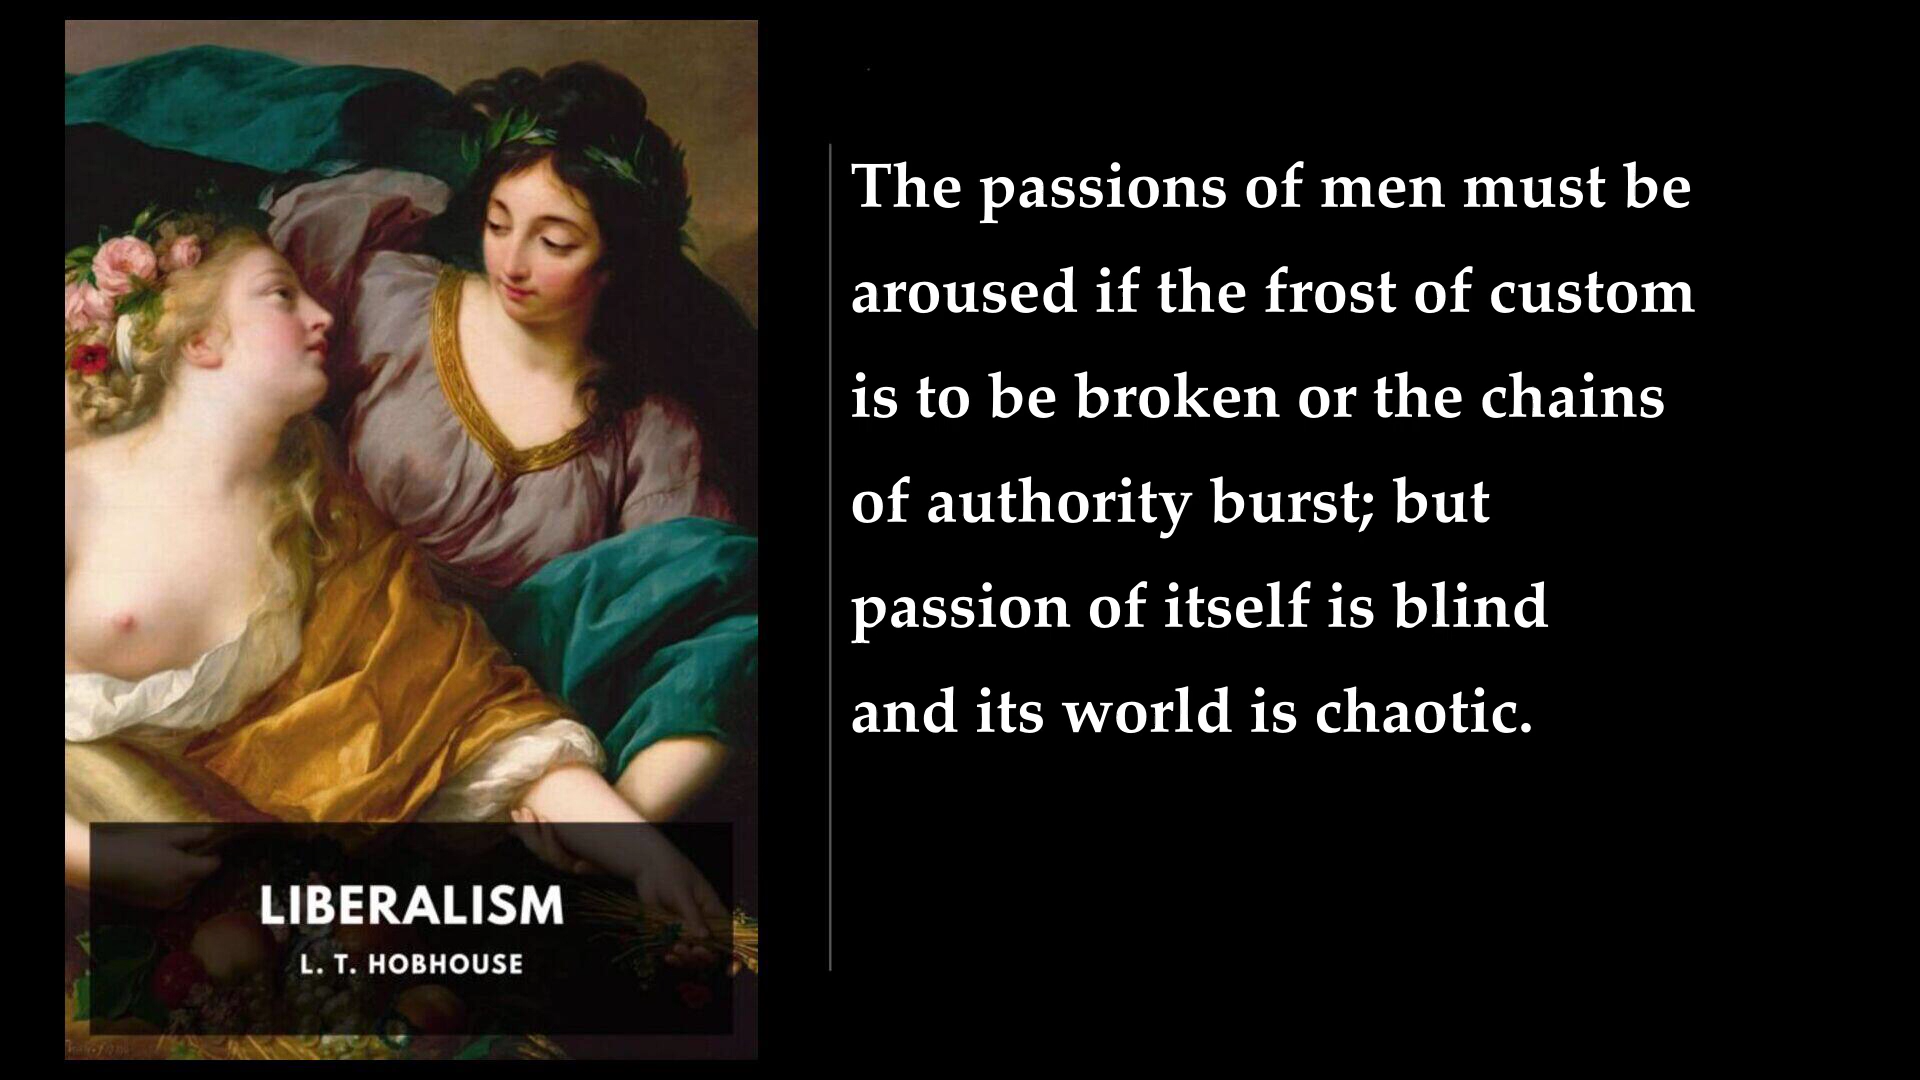 The passions of men must be
aroused if the frost of custom
is to be broken or the chains
of authority burst; but
passion of itself is blind
and its world is chaotic.
LIBERALISM
L. T. HOBHOUSE